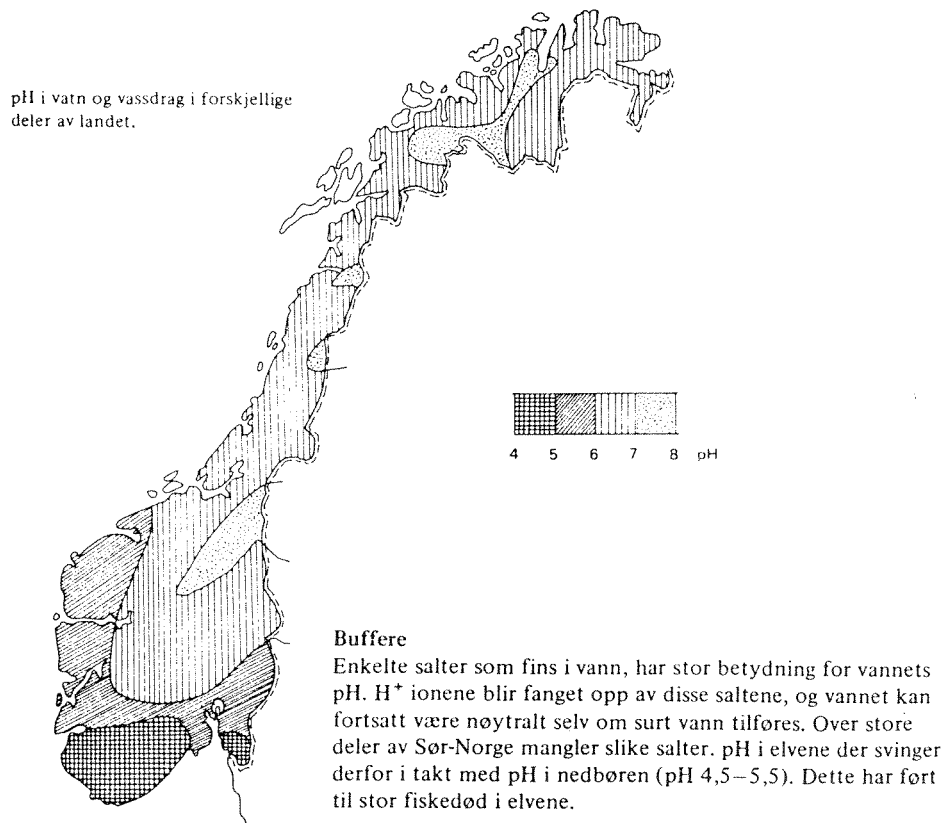 pH i vatn og vassdrag i forskjellige
deler av landet.
4 5 6 7 8 pH
Buffere
Enkelte salter som fins i vann, har stor betydning for vannets
pH. H⁺ ionene blir fanget opp av disse saltene, og vannet kan
fortsatt være nøytralt selv om surt vann tilføres. Over store
deler av Sør-Norge mangler slike salter. pH i elvene der svinger
derfor i takt med pH i nedbøren (pH 4,5–5,5). Dette har ført
til stor fiskedød i elvene.